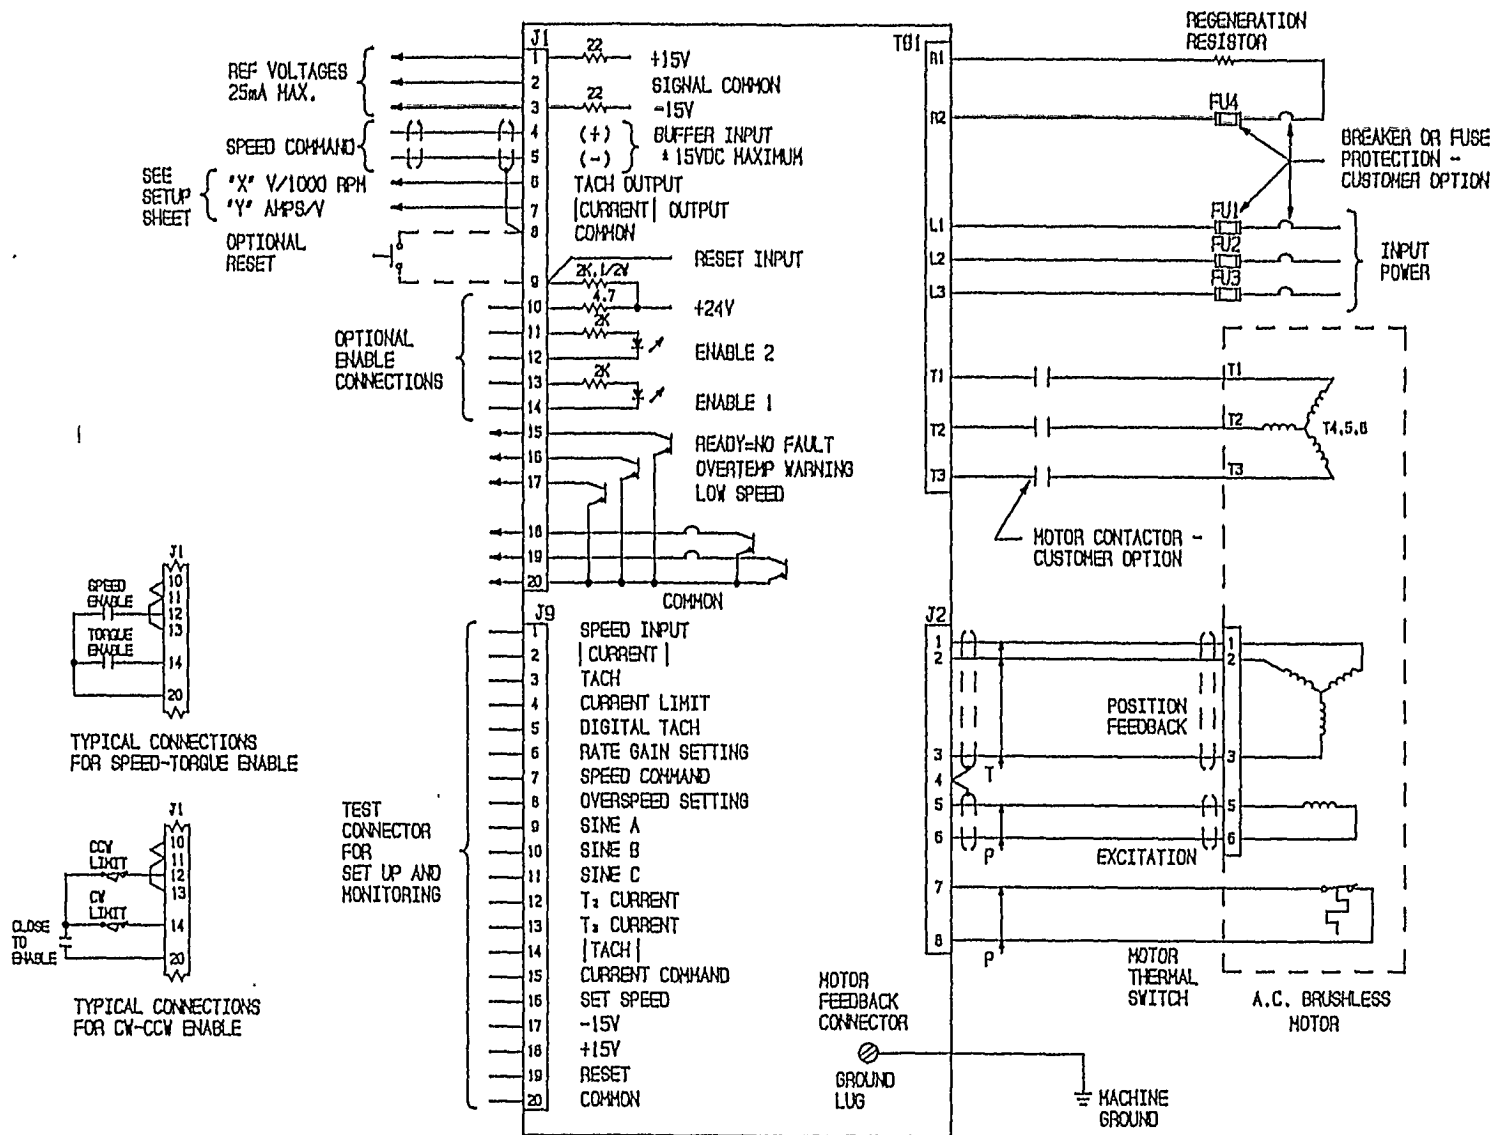 REF VOLTAGES
25mA MAX.
SPEED COMMAND
SEE
SETUP
SHEET
"X" V/1000 RPM
"Y" AMPS/V
OPTIONAL
RESET
OPTIONAL
ENABLE
CONNECTIONS
J1
1
22
+15V
2
SIGNAL COMMON
3
22
-15V
4
(+)
BUFFER INPUT
5
(-)
± 15VDC MAXIMUM
6
TACH OUTPUT
7
|CURRENT| OUTPUT
8
COMMON
RESET INPUT
9
2K,1/2W
10
4.7
+24V
11
2K
12
ENABLE 2
13
2K
14
ENABLE 1
15
READY=NO FAULT
16
OVERTEMP WARNING
17
LOW SPEED
18
19
20
COMMON
TB1
R1
REGENERATION
RESISTOR
R2
FU4
BREAKER OR FUSE
PROTECTION -
CUSTOMER OPTION
L1
FU1
L2
FU2
L3
FU3
INPUT
POWER
T1
T1
T2
T2
T4,5,6
T3
T3
MOTOR CONTACTOR -
CUSTOMER OPTION
J1
SPEED
ENABLE
TORQUE
ENABLE
10
11
12
13
14
20
TYPICAL CONNECTIONS
FOR SPEED-TORQUE ENABLE
J1
CCW
LIMIT
CW
LIMIT
CLOSE
TO
ENABLE
10
11
12
13
14
20
TYPICAL CONNECTIONS
FOR CW-CCW ENABLE
TEST
CONNECTOR
FOR
SET UP AND
MONITORING
J9
1 SPEED INPUT
2 |CURRENT|
3 TACH
4 CURRENT LIMIT
5 DIGITAL TACH
6 RATE GAIN SETTING
7 SPEED COMMAND
8 OVERSPEED SETTING
9 SINE A
10 SINE B
11 SINE C
12 T₂ CURRENT
13 T₃ CURRENT
14 |TACH|
15 CURRENT COMMAND
16 SET SPEED
17 -15V
18 +15V
19 RESET
20 COMMON
J2
1
2
3
4
5
6
7
8
POSITION
FEEDBACK
T
P
EXCITATION
P
1
2
3
5
6
MOTOR
THERMAL
SWITCH
A.C. BRUSHLESS
MOTOR
MOTOR
FEEDBACK
CONNECTOR
GROUND
LUG
MACHINE
GROUND